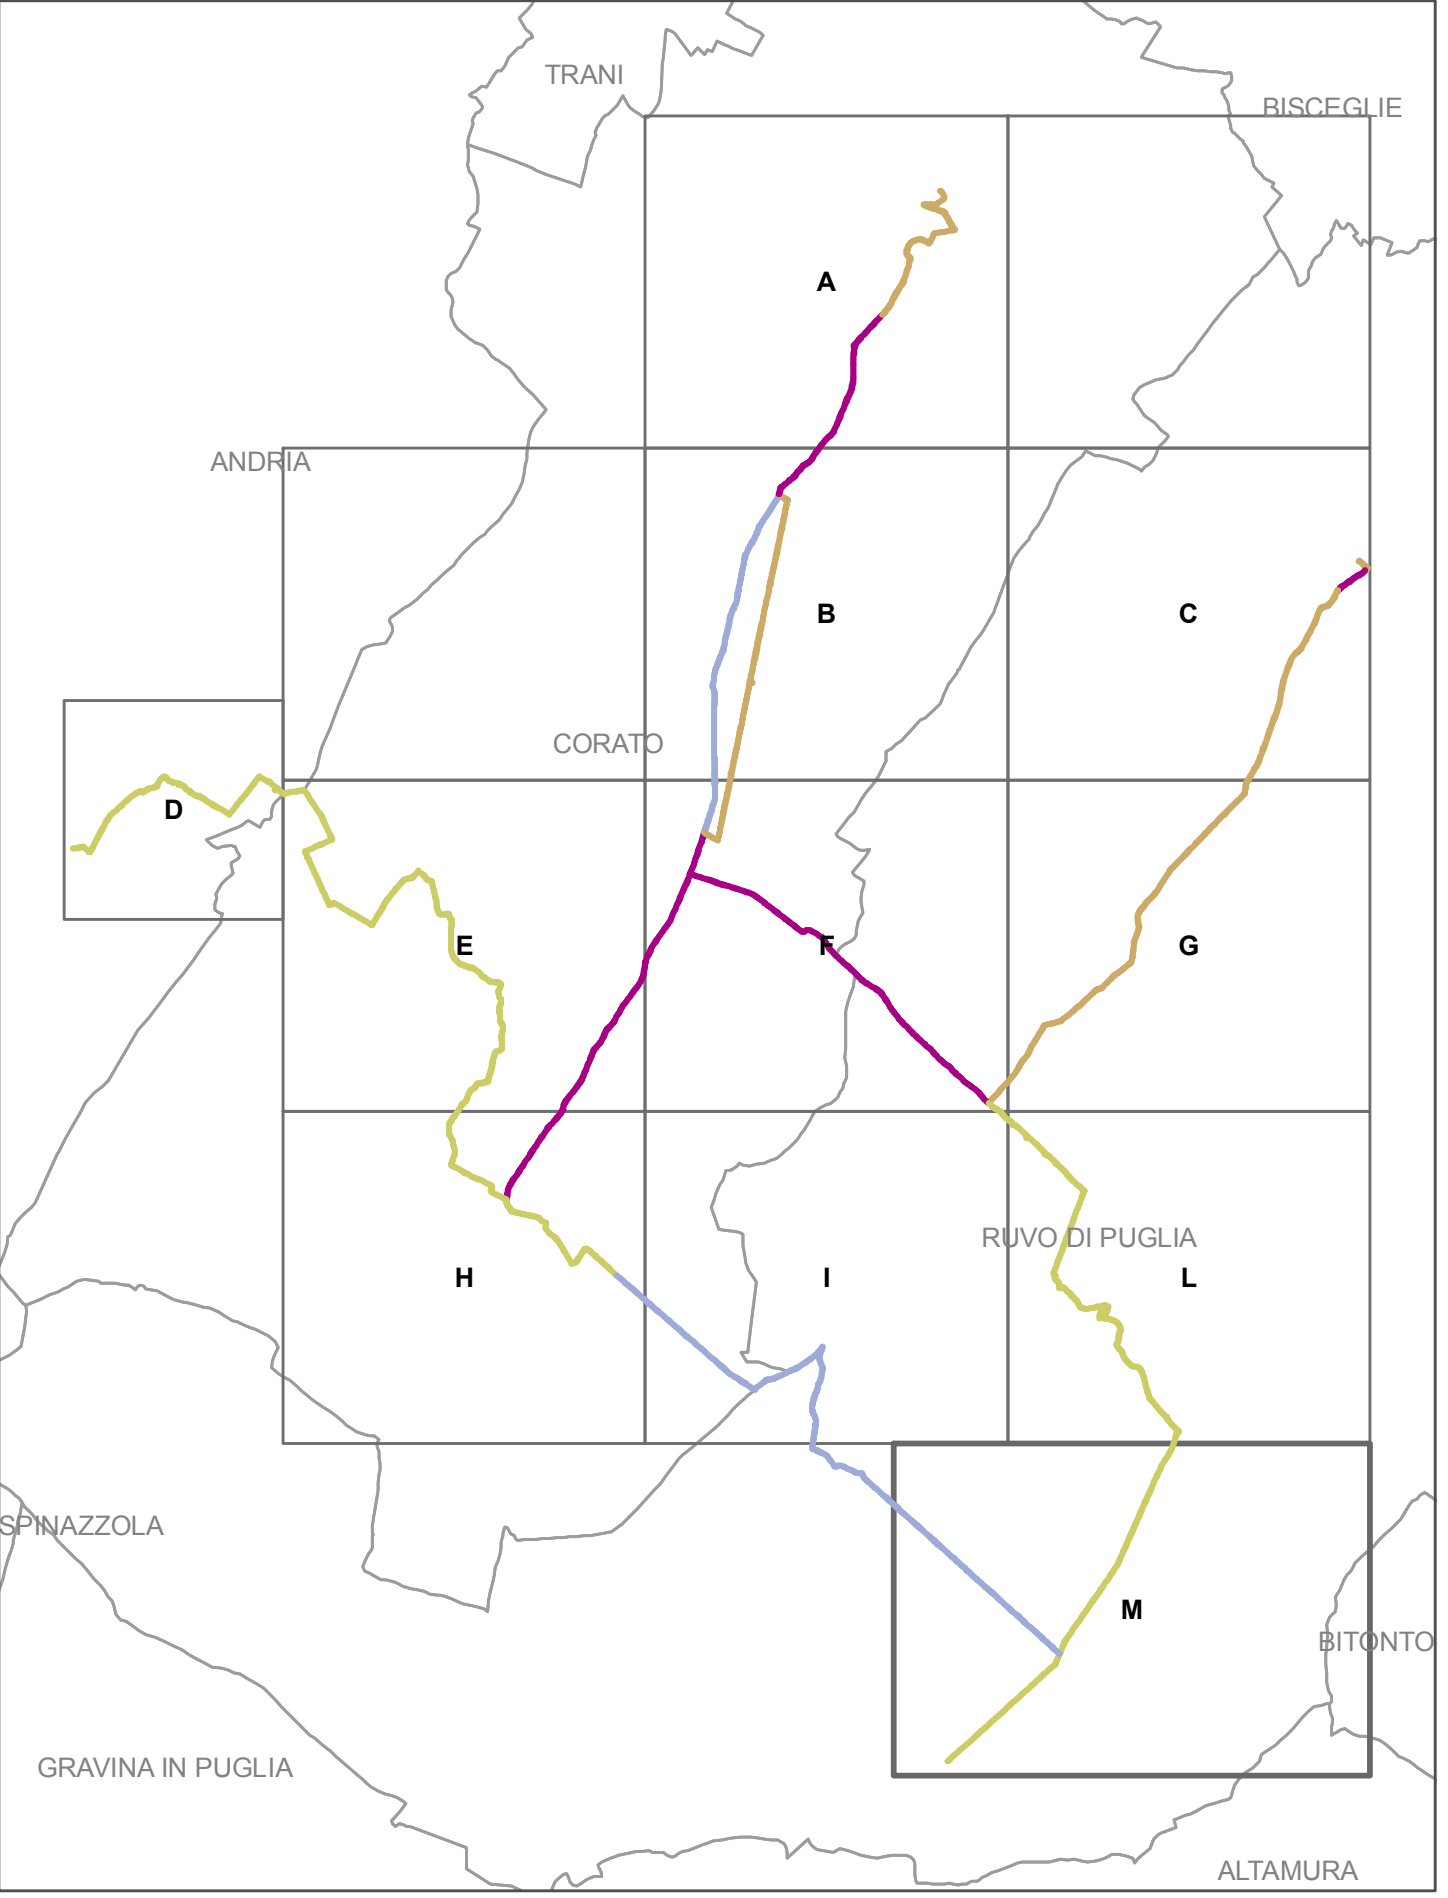 TRANI
BISCEGLIE
A
ANDRIA
B
C
CORATO
D
E
F
G
RUVO DI PUGLIA
H
I
L
SPINAZZOLA
M
BITONTO
GRAVINA IN PUGLIA
ALTAMURA